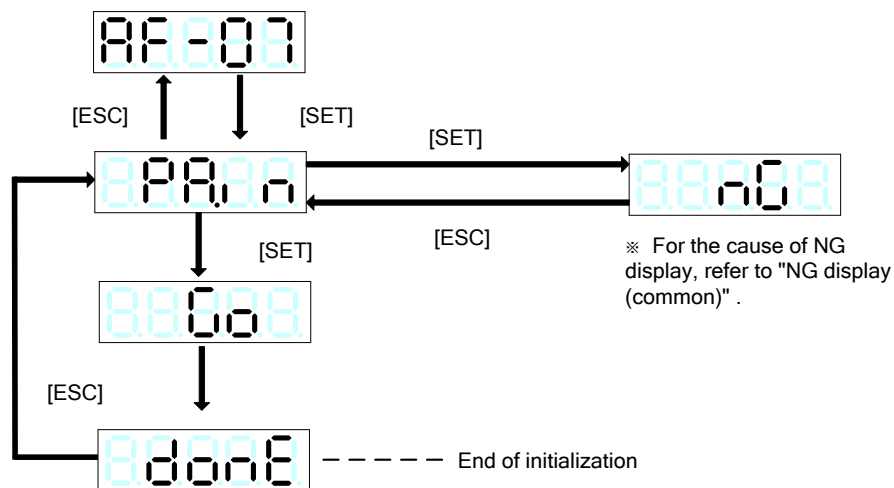 AF-07
[ESC]
[SET]
[SET]
PA.in
nG
[SET]
[ESC]
※ For the cause of NG
display, refer to "NG display
(common)" .
Go
[ESC]
donE
End of initialization